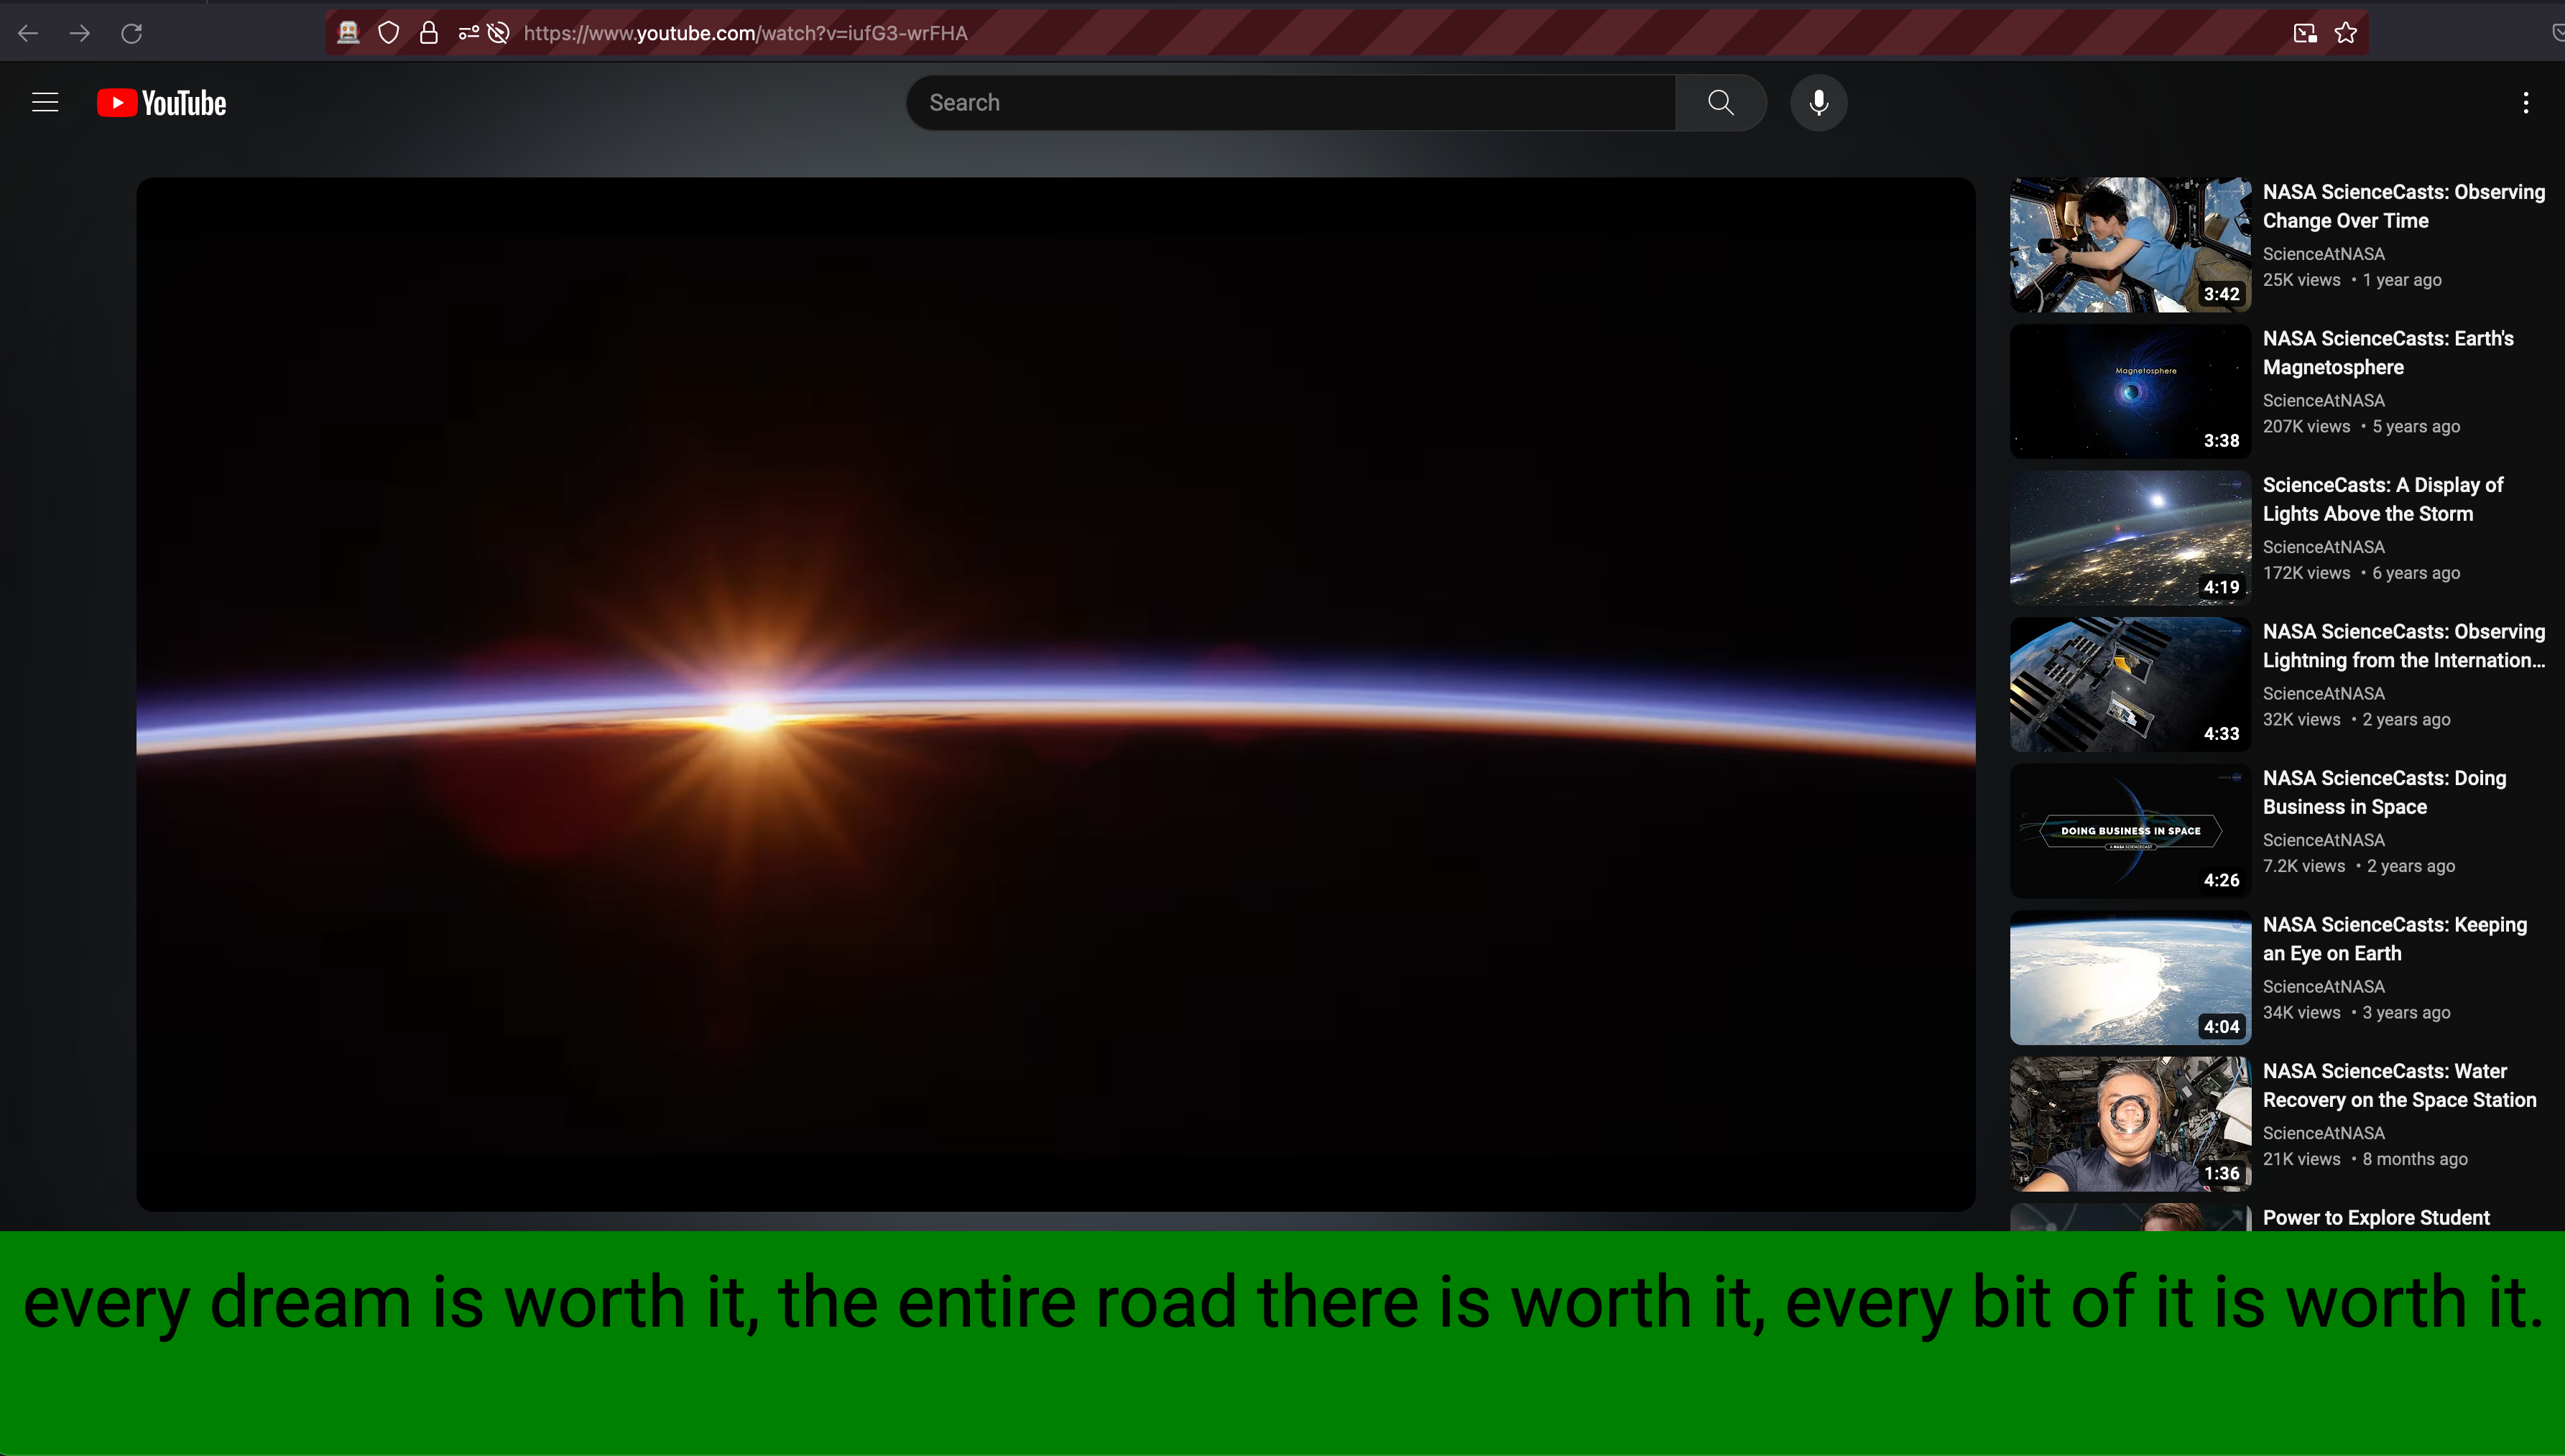 https://www.youtube.com/watch?v=iufG3-wrFHA
YouTube
Search
NASA ScienceCasts: Observing
Change Over Time
ScienceAtNASA
25K views • 1 year ago
3:42
NASA ScienceCasts: Earth's
Magnetosphere
ScienceAtNASA
207K views • 5 years ago
Magnetosphere
3:38
ScienceCasts: A Display of
Lights Above the Storm
ScienceAtNASA
172K views • 6 years ago
4:19
NASA ScienceCasts: Observing
Lightning from the Internation...
ScienceAtNASA
32K views • 2 years ago
4:33
NASA ScienceCasts: Doing
Business in Space
ScienceAtNASA
7.2K views • 2 years ago
DOING BUSINESS IN SPACE
A NASA SCIENCECAST
4:26
NASA ScienceCasts: Keeping
an Eye on Earth
ScienceAtNASA
34K views • 3 years ago
4:04
NASA ScienceCasts: Water
Recovery on the Space Station
ScienceAtNASA
21K views • 8 months ago
1:36
Power to Explore Student
every dream is worth it, the entire road there is worth it, every bit of it is worth it.